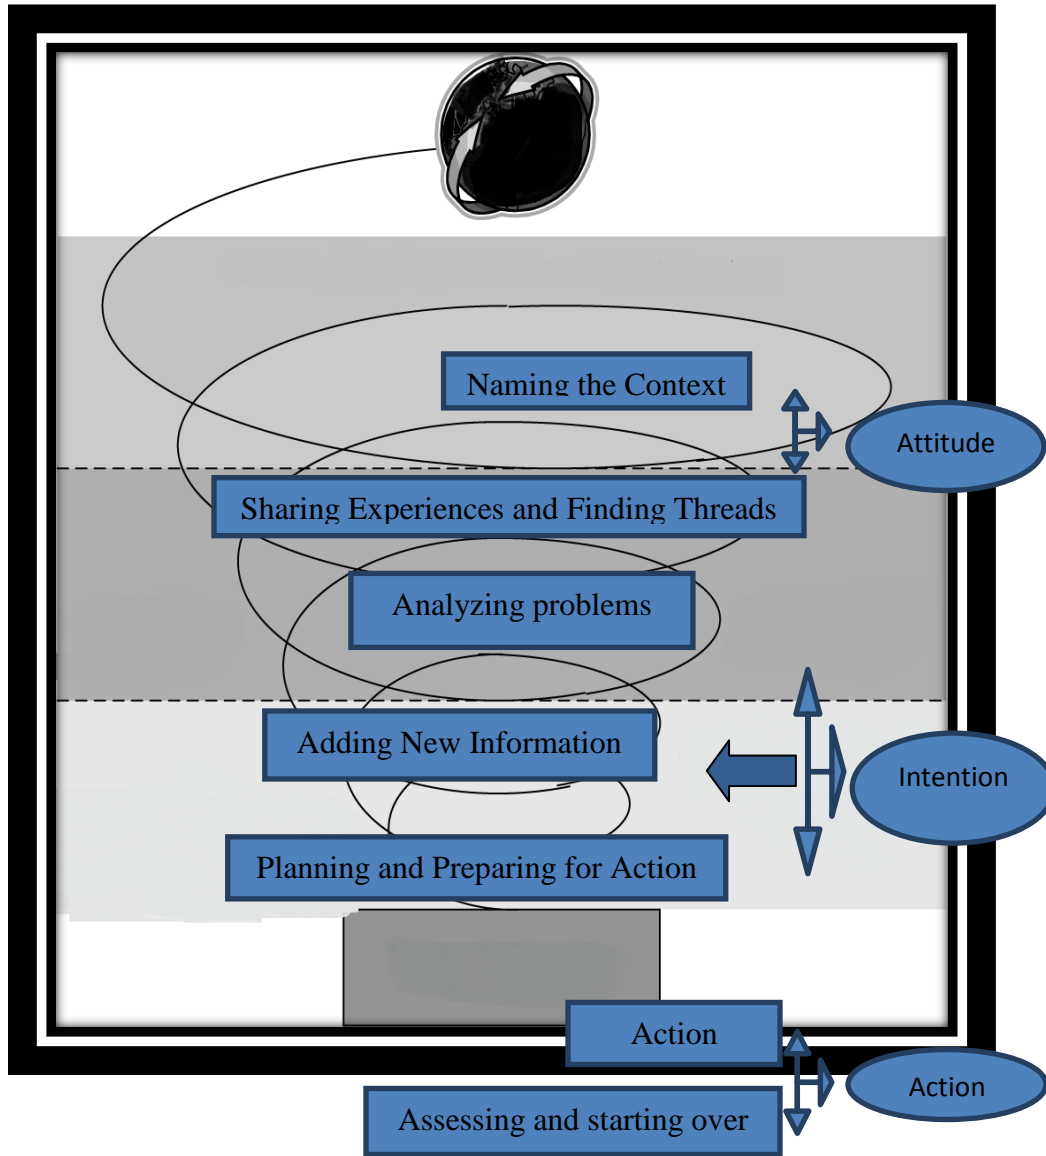 Naming the Context
Attitude
Sharing Experiences and Finding Threads
Analyzing problems
Adding New Information
Intention
Planning and Preparing for Action
Action
Action
Assessing and starting over